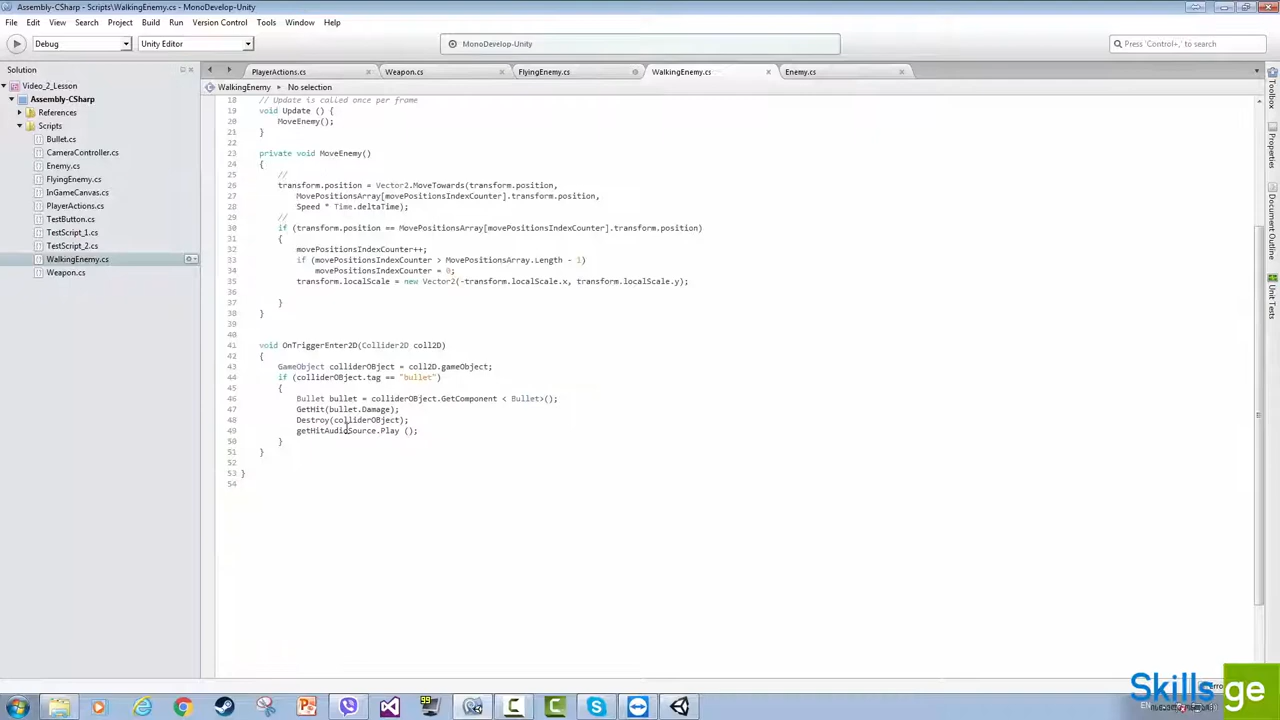 Assembly-CSharp - Scripts\WalkingEnemy.cs - MonoDevelop-Unity
File Edit View Search Project Build Run Version Control Tools Window Help
Debug Unity Editor MonoDevelop-Unity Press 'Control+,' to search
Solution
PlayerActions.cs Weapon.cs FlyingEnemy.cs WalkingEnemy.cs Enemy.cs
WalkingEnemy No selection
Video_2_Lesson
Assembly-CSharp
References
Scripts
Bullet.cs
CameraController.cs
Enemy.cs
FlyingEnemy.cs
InGameCanvas.cs
PlayerActions.cs
TestButton.cs
TestScript_1.cs
TestScript_2.cs
WalkingEnemy.cs
Weapon.cs
18 // Update is called once per frame
19 void Update () {
20 MoveEnemy();
21 }
22
23 private void MoveEnemy()
24 {
25 //
26 transform.position = Vector2.MoveTowards(transform.position,
27 MovePositionsArray[movePositionsIndexCounter].transform.position,
28 Speed * Time.deltaTime);
29 //
30 if (transform.position == MovePositionsArray[movePositionsIndexCounter].transform.position)
31 {
32 movePositionsIndexCounter++;
33 if (movePositionsIndexCounter > MovePositionsArray.Length - 1)
34 movePositionsIndexCounter = 0;
35 transform.localScale = new Vector2(-transform.localScale.x, transform.localScale.y);
36
37 }
38 }
39
40
41 void OnTriggerEnter2D(Collider2D coll2D)
42 {
43 GameObject colliderOBject = coll2D.gameObject;
44 if (colliderOBject.tag == "bullet")
45 {
46 Bullet bullet = colliderOBject.GetComponent < Bullet>();
47 GetHit(bullet.Damage);
48 Destroy(colliderOBject);
49 getHitAudioSource.Play ();
50 }
51 }
52
53 }
54
Toolbox
Properties
Document Outline
Unit Tests
99
Skills.ge